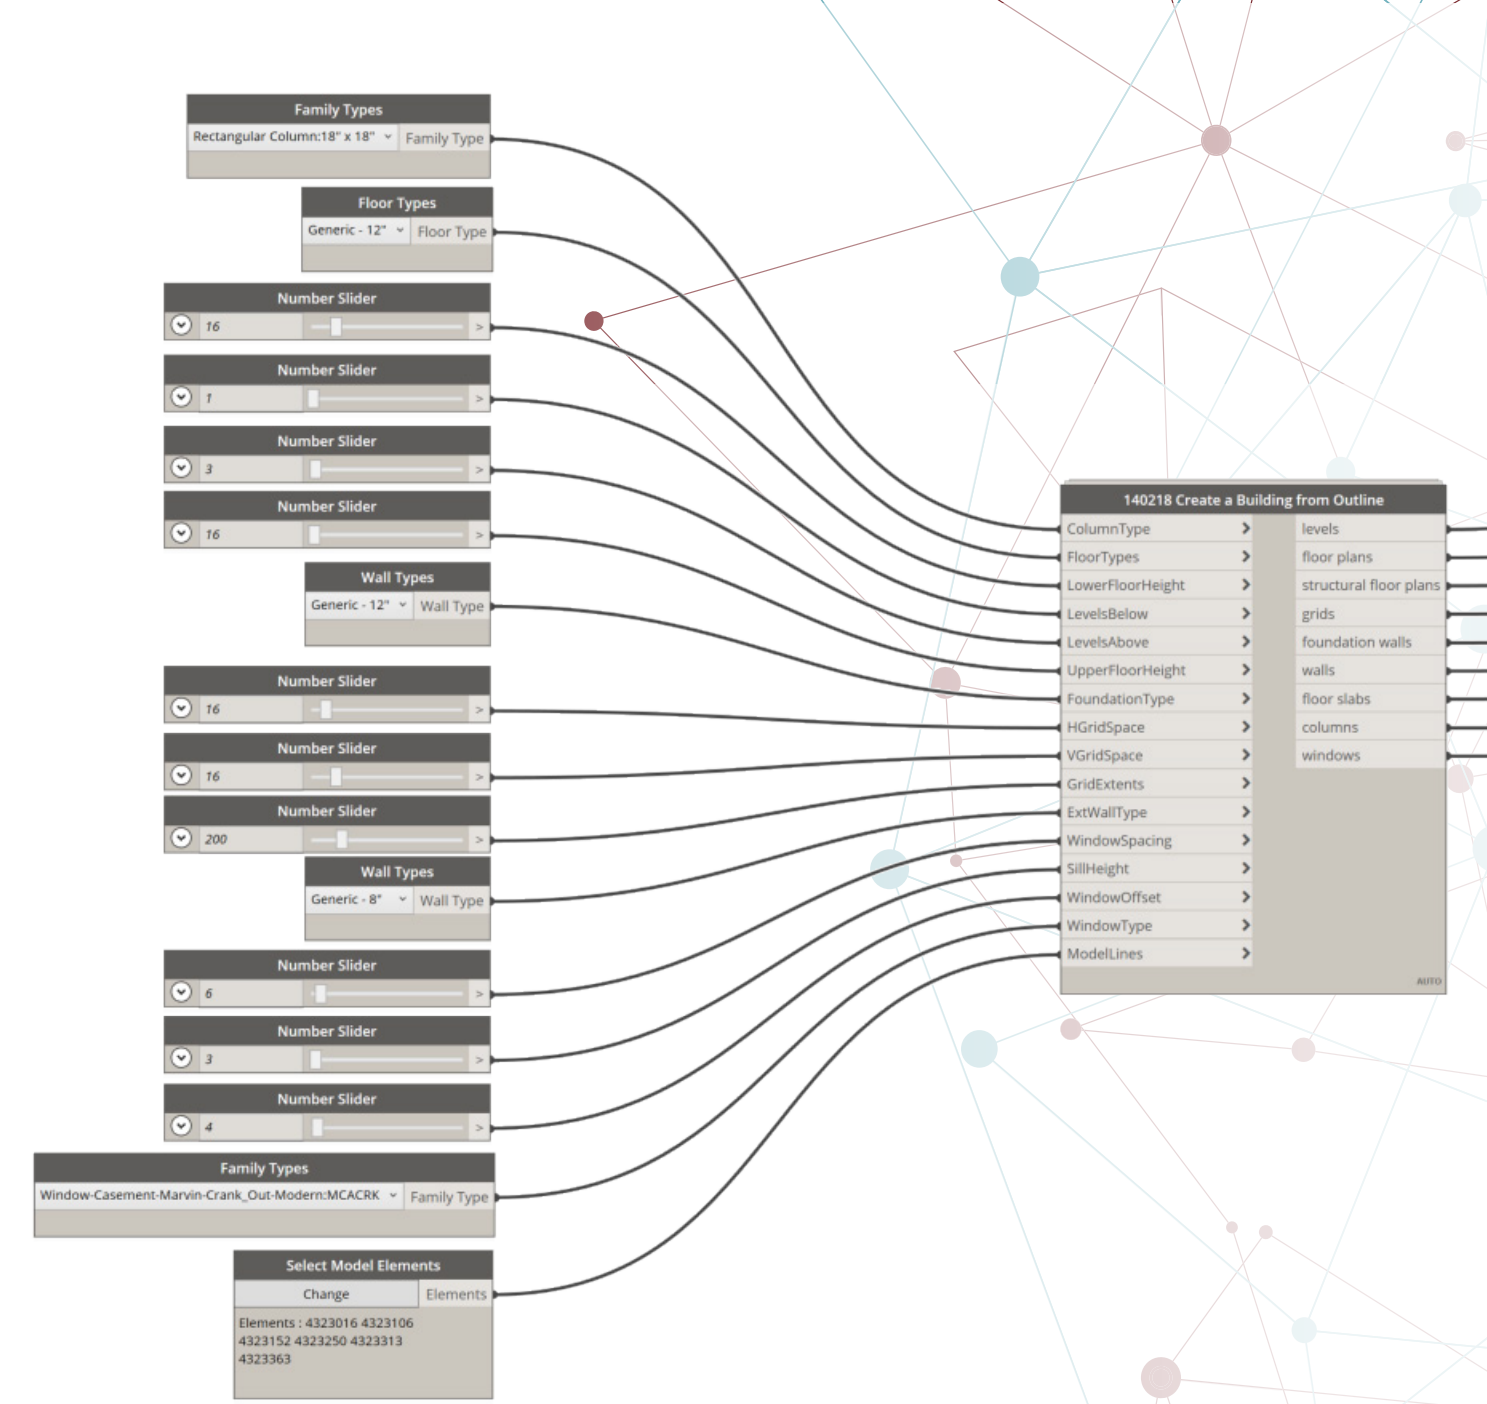 Family Types
Rectangular Column:18" x 18"
Family Type
Floor Types
Generic - 12"
Floor Type
Number Slider
16
>
Number Slider
1
>
Number Slider
3
>
Number Slider
16
>
Wall Types
Generic - 12"
Wall Type
Number Slider
16
>
Number Slider
16
>
Number Slider
200
>
Wall Types
Generic - 8"
Wall Type
Number Slider
6
>
Number Slider
3
>
Number Slider
4
>
Family Types
Window-Casement-Marvin-Crank_Out-Modern:MCACRK
Family Type
Select Model Elements
Change
Elements
Elements : 4323016 4323106
4323152 4323250 4323313
4323363
140218 Create a Building from Outline
ColumnType
FloorTypes
LowerFloorHeight
LevelsBelow
LevelsAbove
UpperFloorHeight
FoundationType
HGridSpace
VGridSpace
GridExtents
ExtWallType
WindowSpacing
SillHeight
WindowOffset
WindowType
ModelLines
levels
floor plans
structural floor plans
grids
foundation walls
walls
floor slabs
columns
windows
AUTO